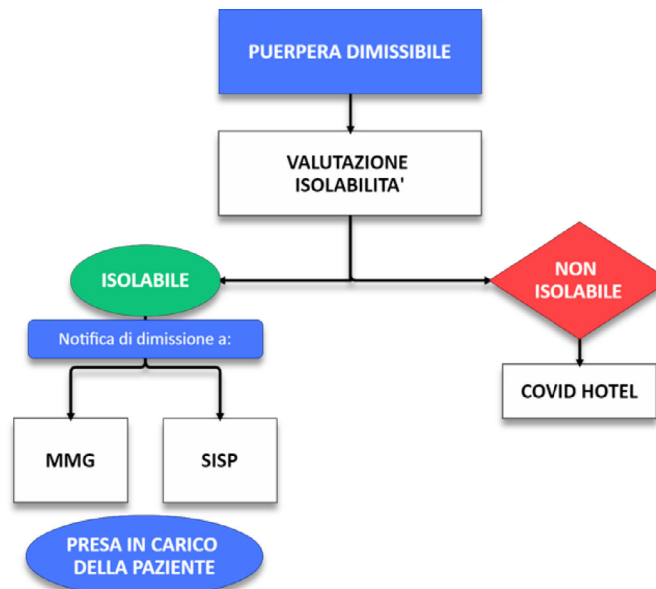 PUERPERA DIMISSIBILE
VALUTAZIONE
ISOLABILITA'
ISOLABILE
NON
ISOLABILE
Notifica di dimissione a:
COVID HOTEL
MMG
SISP
PRESA IN CARICO
DELLA PAZIENTE